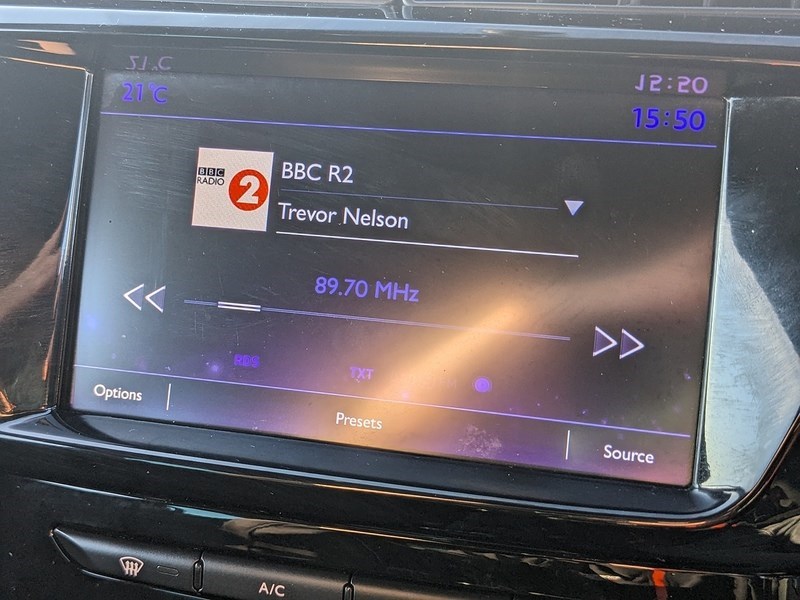 21°C
15:50
BBC
RADIO
2
BBC R2
Trevor Nelson
89.70 MHz
RDS
TXT
Options
Presets
Source
A/C